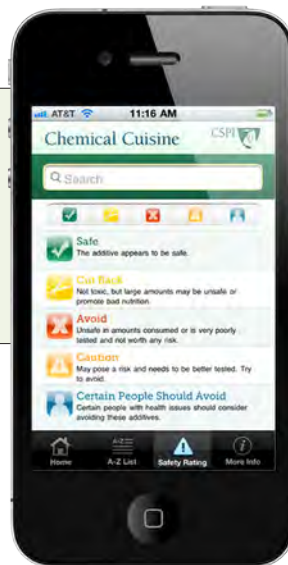 AT&T 11:16 AM
Chemical Cuisine CSPI
Search
Safe
The additive appears to be safe.
Cut Back
Not toxic, but large amounts may be unsafe or
promote bad nutrition.
Avoid
Unsafe in amounts consumed or is very poorly
tested and not worth any risk.
Caution
May pose a risk and needs to be better tested. Try
to avoid.
Certain People Should Avoid
Certain people with health issues should consider
avoiding these additives.
Home A-Z List Safety Rating More Info